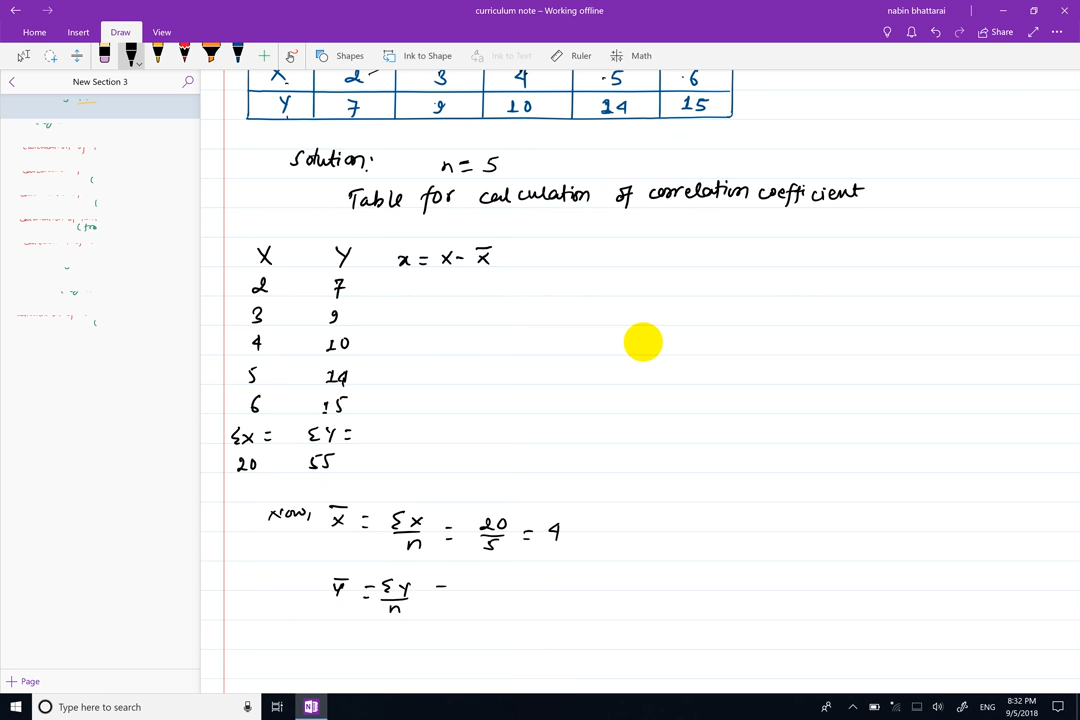 curriculum note – Working offline
nabin bhattarai
Home Insert Draw View
Share
Shapes Ink to Shape Ink to Text Ruler Math
New Section 3
X 2 3 4 5 6
Y 7 9 10 14 15
Solution: n = 5
Table for calculation of correlation coefficient
X Y x = X - X̅
2 7
3 9
4 10
5 14
6 15
ΣX = ΣY =
20 55
Now, X̅ = ΣX/n = 20/5 = 4
Y̅ = ΣY/n =
+ Page
Type here to search
ENG
8:32 PM
9/5/2018